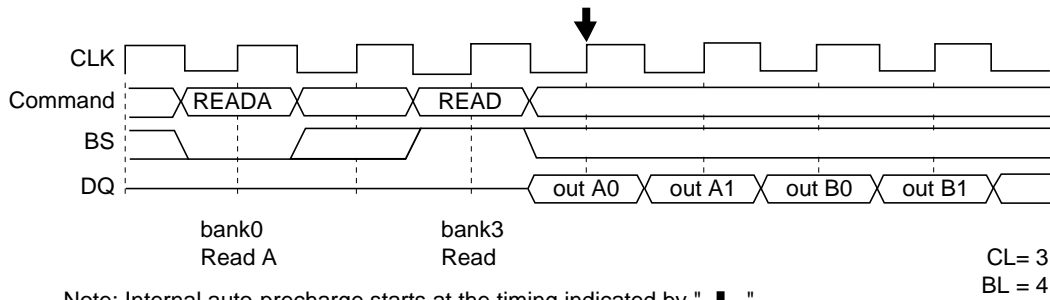 CLK
Command READA READ
BS
DQ out A0 out A1 out B0 out B1
bank0 bank3
Read A Read
CL= 3
BL = 4
Note: Internal auto-precharge starts at the timing indicated by " ".